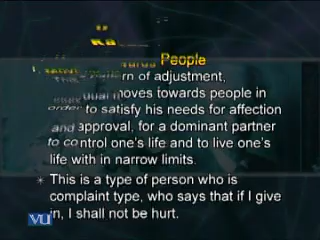 People
rn of adjustment,
moves towards people in
order to satisfy his needs for affection
and approval, for a dominant partner
to control one's life and to live one's
life with in narrow limits.
* This is a type of person who is
complaint type, who says that if I give
in, I shall not be hurt.
VU